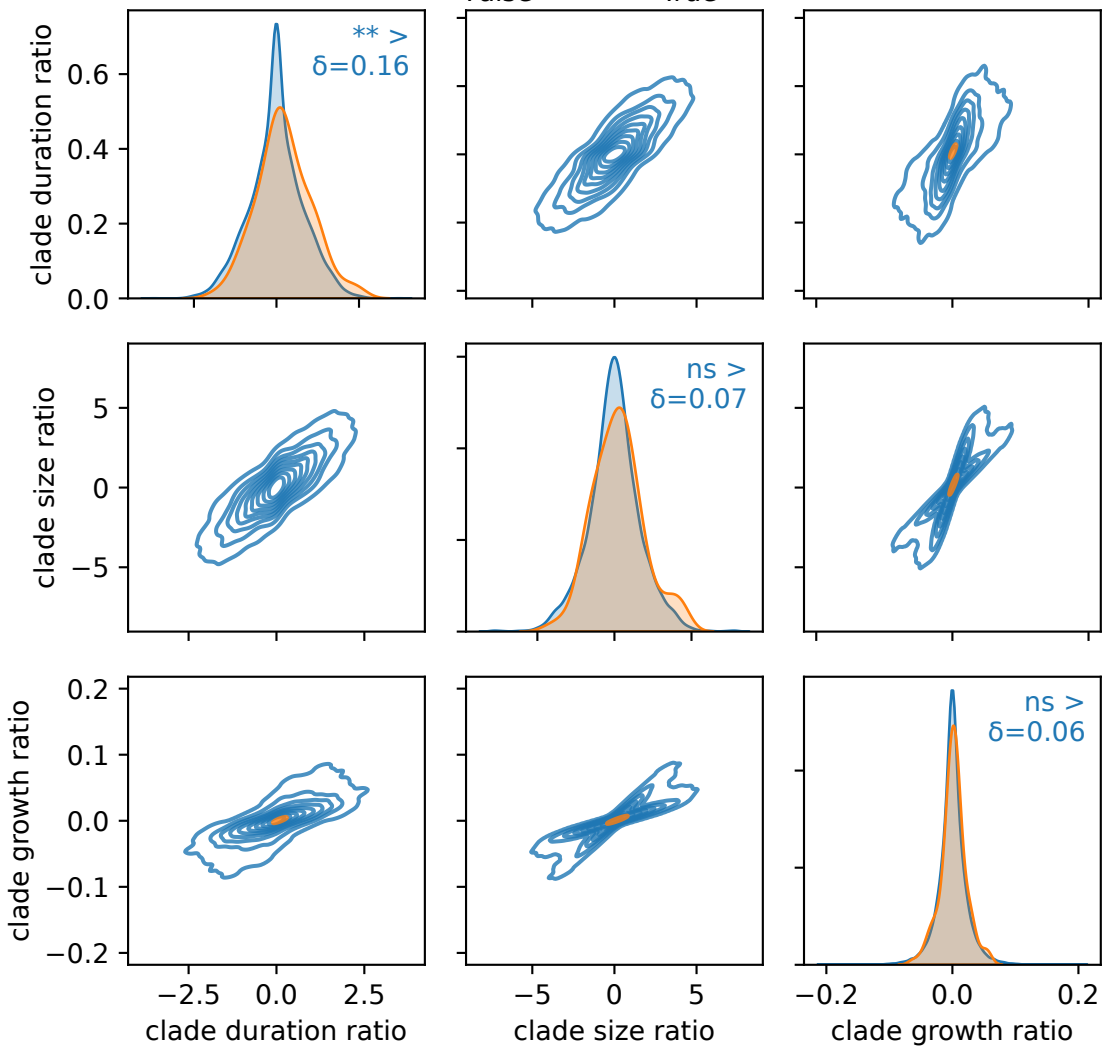 clade duration ratio
0.6
0.4
0.2
0.0
** >
δ=0.16
clade size ratio
5
0
−5
ns >
δ=0.07
clade growth ratio
0.2
0.1
0.0
−0.1
−0.2
ns >
δ=0.06
−2.5 0.0 2.5
−5 0 5
−0.2 0.0 0.2
clade duration ratio
clade size ratio
clade growth ratio